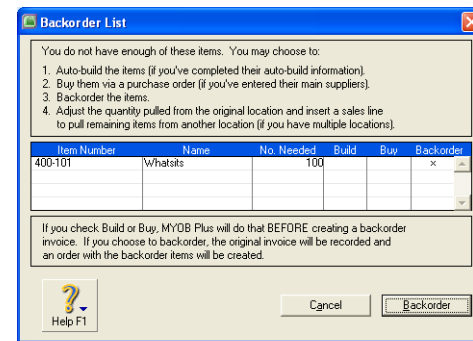 Backorder List
You do not have enough of these items. You may choose to:
1. Auto-build the items (if you've completed their auto-build information).
2. Buy them via a purchase order (if you've entered their main suppliers).
3. Backorder the items.
4. Adjust the quantity pulled from the original location and insert a sales line
to pull remaining items from another location (if you have multiple locations).
Item Number Name No. Needed Build Buy Backorder
400-101 Whatsits 100 ×
If you check Build or Buy, MYOB Plus will do that BEFORE creating a backorder
invoice. If you choose to backorder, the original invoice will be recorded and
an order with the backorder items will be created.
Help F1
Cancel
Backorder